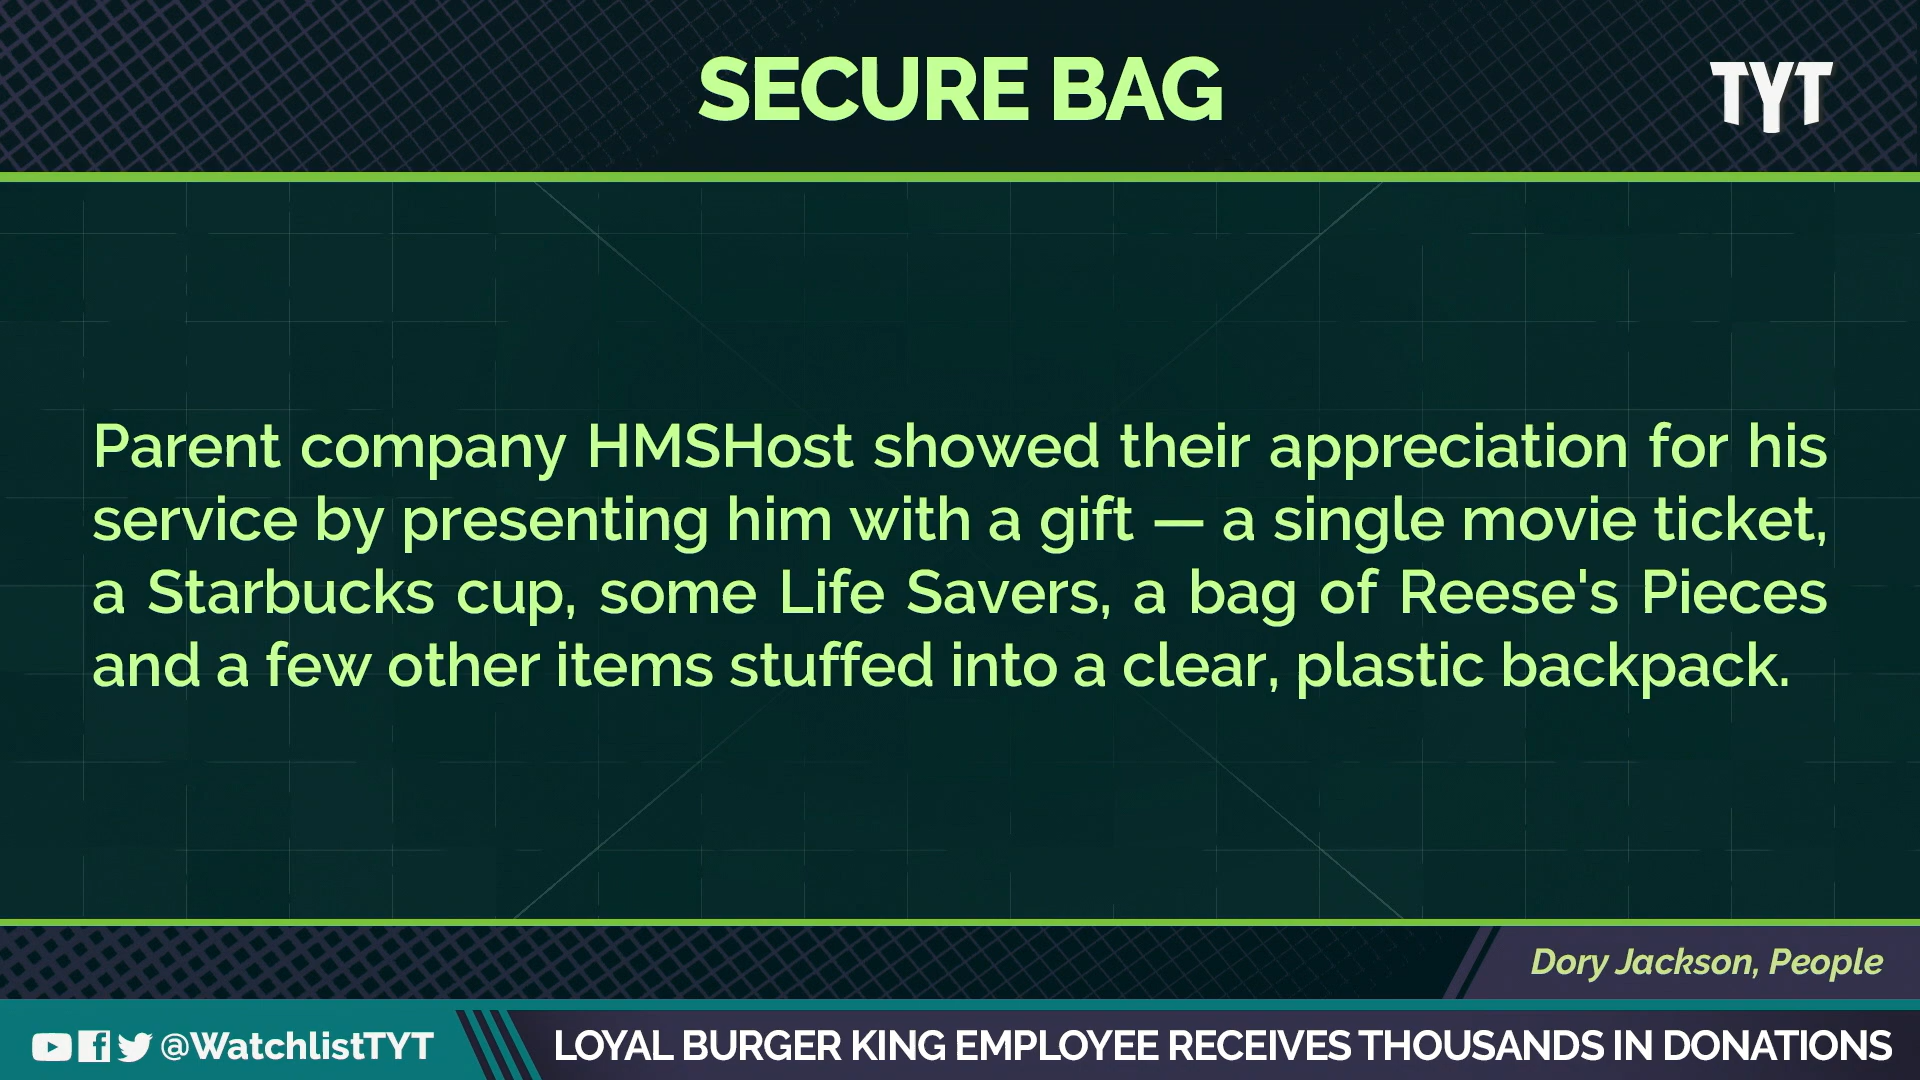 SECURE BAG
TYT
Parent company HMSHost showed their appreciation for his
service by presenting him with a gift — a single movie ticket,
a Starbucks cup, some Life Savers, a bag of Reese's Pieces
and a few other items stuffed into a clear, plastic backpack.
Dory Jackson, People
@WatchlistTYT
LOYAL BURGER KING EMPLOYEE RECEIVES THOUSANDS IN DONATIONS